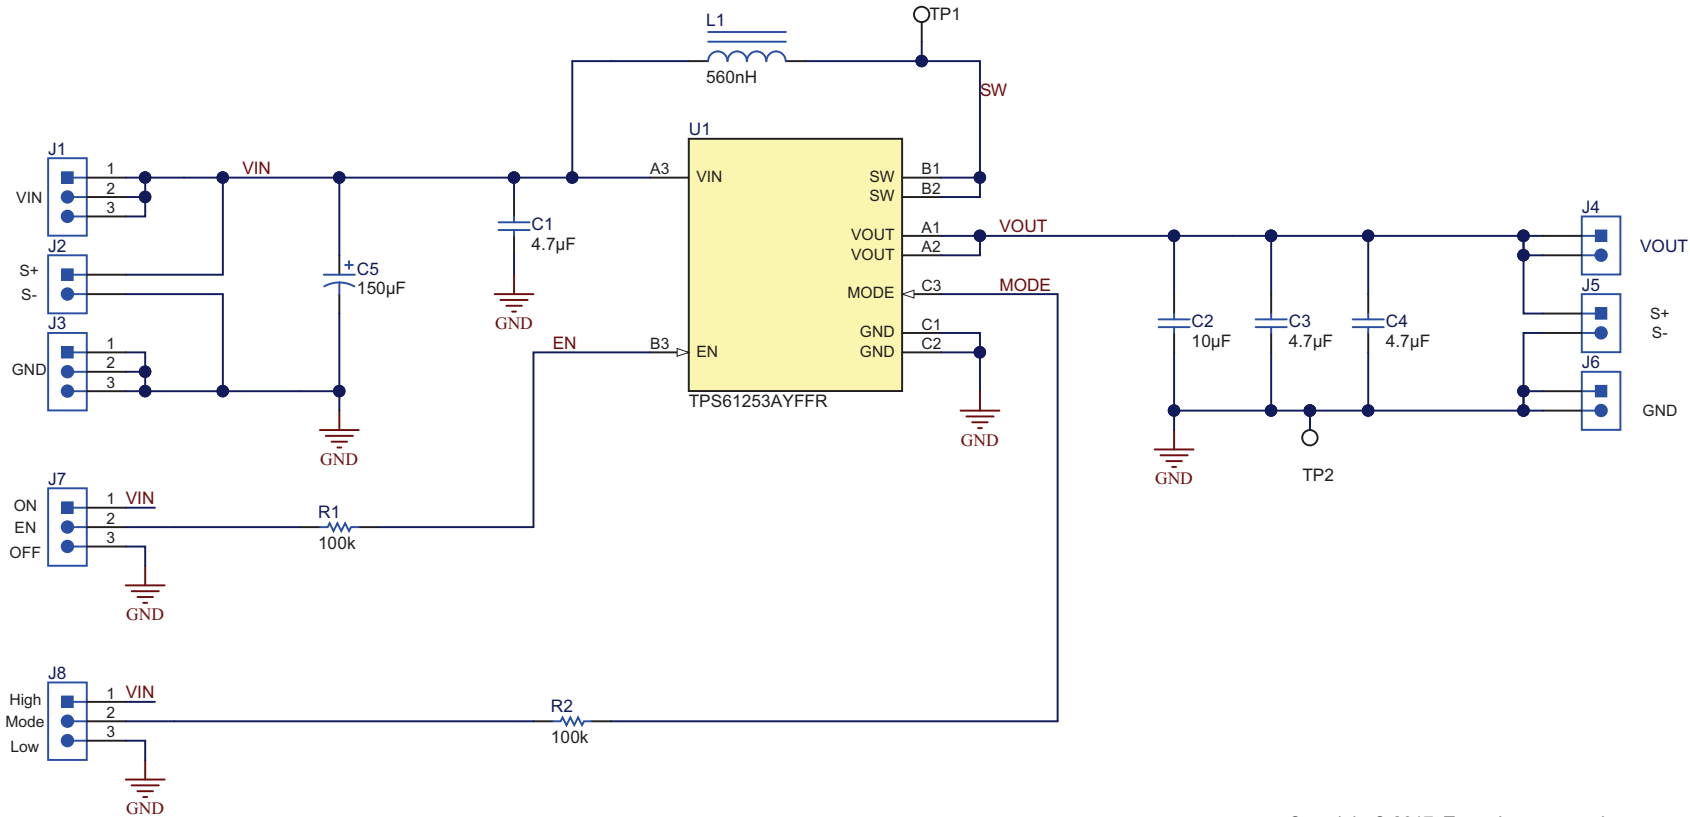 L1
560nH
TP1
SW
U1
A3
VIN
B3
EN
SW
SW
VOUT
VOUT
MODE
GND
GND
B1
B2
A1
A2
C3
C1
C2
TPS61253AYFFR
J1
VIN
1
2
3
VIN
J2
S+
S-
J3
GND
1
2
3
C5
150µF
GND
C1
4.7µF
GND
EN
VOUT
MODE
GND
C2
10µF
C3
4.7µF
C4
4.7µF
GND
TP2
J4
VOUT
J5
S+
S-
J6
GND
J7
ON
EN
OFF
1
2
3
VIN
GND
R1
100k
J8
High
Mode
Low
1
2
3
VIN
GND
R2
100k